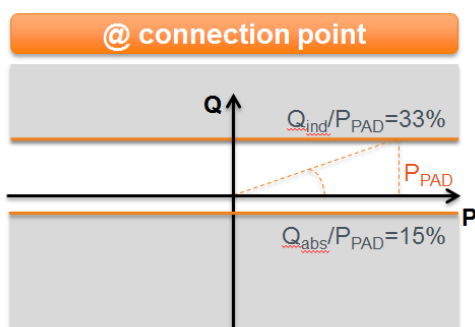 @ connection point
Q
Qind/PPAD=33%
PPAD
P
Qabs/PPAD=15%